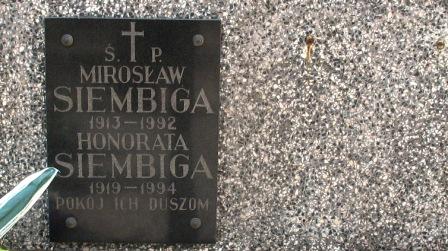 Ś. P.
MIROSŁAW
SIEMBIGA
1913-1992
HONORATA
SIEMBIGA
1919-1994
POKÓJ ICH DUSZOM